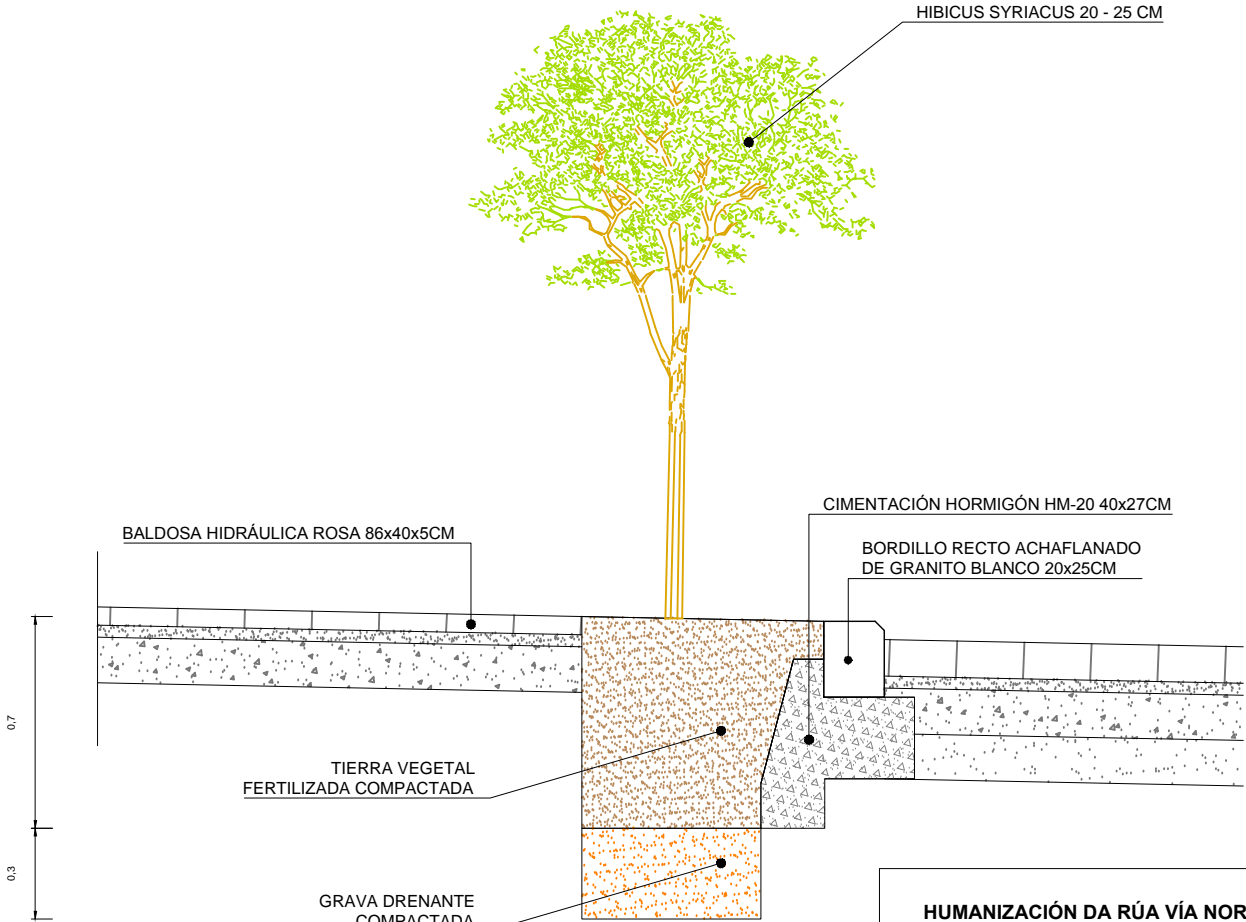 HIBICUS SYRIACUS 20 - 25 CM
CIMENTACIÓN HORMIGÓN HM-20 40x27CM
BALDOSA HIDRÁULICA ROSA 86x40x5CM
BORDILLO RECTO ACHAFLANADO
DE GRANITO BLANCO 20x25CM
0,7
TIERRA VEGETAL
FERTILIZADA COMPACTADA
0,3
GRAVA DRENANTE
COMPACTADA
HUMANIZACIÓN DA RÚA VÍA NOR